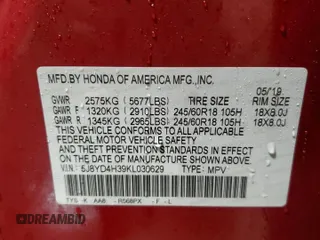 MFD.BY HONDA OF AMERICA MFG.,INC. 05/19
GVWR 2575KG (5677LBS) TIRE SIZE RIM SIZE
GAWR F 1320KG (2910LBS) 245/60R18 105H 18X8.0J
GAWR R 1345KG (2965LBS) 245/60R18 105H 18X8.0J
THIS VEHICLE CONFORMS TO ALL APPLICABLE
FEDERAL MOTOR VEHICLE SAFETY AND THEFT
PREVENTION STANDARDS IN EFFECT ON THE DATE
OF MANUFACTURE SHOWN ABOVE.
V.I.N.: 5J8YD4H39KL030629 TYPE: MPV
TYS K AA8 R568PX F L
DREAMBID